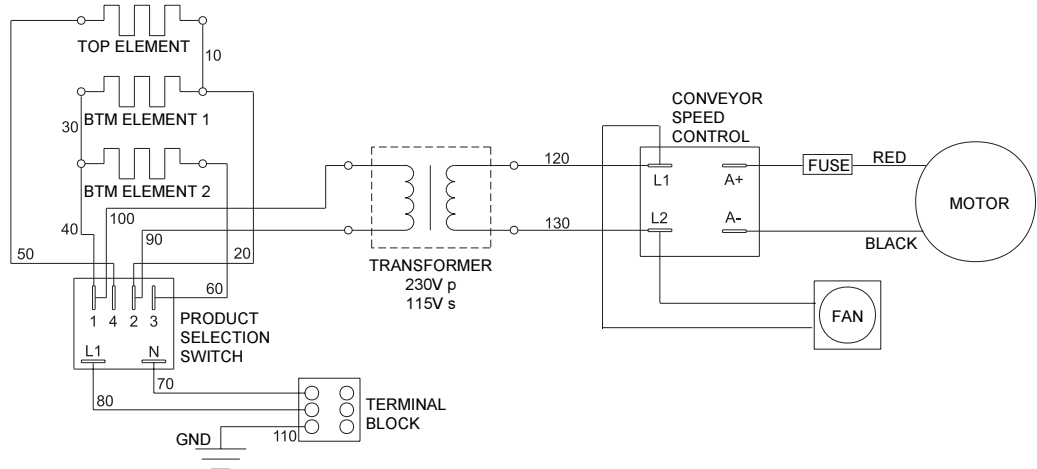 TOP ELEMENT
10
BTM ELEMENT 1
30
BTM ELEMENT 2
100
40
90
50
20
60
1 4 2 3
PRODUCT
SELECTION
SWITCH
L1 N
70
80
110
GND
TERMINAL
BLOCK
TRANSFORMER
230V p
115V s
120
130
CONVEYOR
SPEED
CONTROL
L1 A+
L2 A-
FUSE
RED
BLACK
MOTOR
FAN